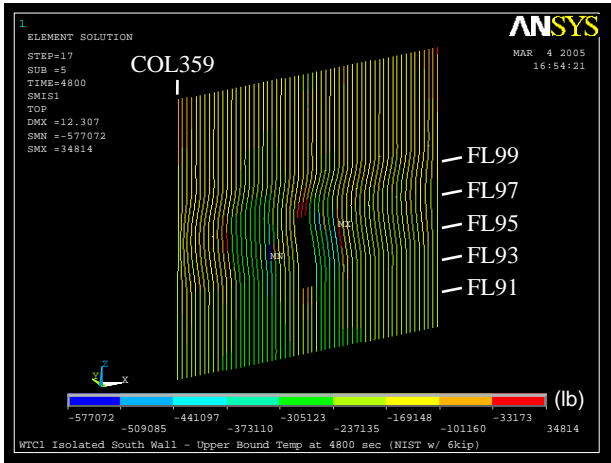 1
ELEMENT SOLUTION
STEP=17
SUB =5
TIME=4800
SMIS1
TOP
DMX =12.307
SMN =-577072
SMX =34814
COL359
ANSYS
MAR 4 2005
16:54:21
FL99
FL97
FL95
FL93
FL91
MX
MN
Z
Y
X
(lb)
-577072 -441097 -305123 -169148 -33173
-509085 -373110 -237135 -101160 34814
WTC1 Isolated South Wall - Upper Bound Temp at 4800 sec (NIST w/ 6kip)